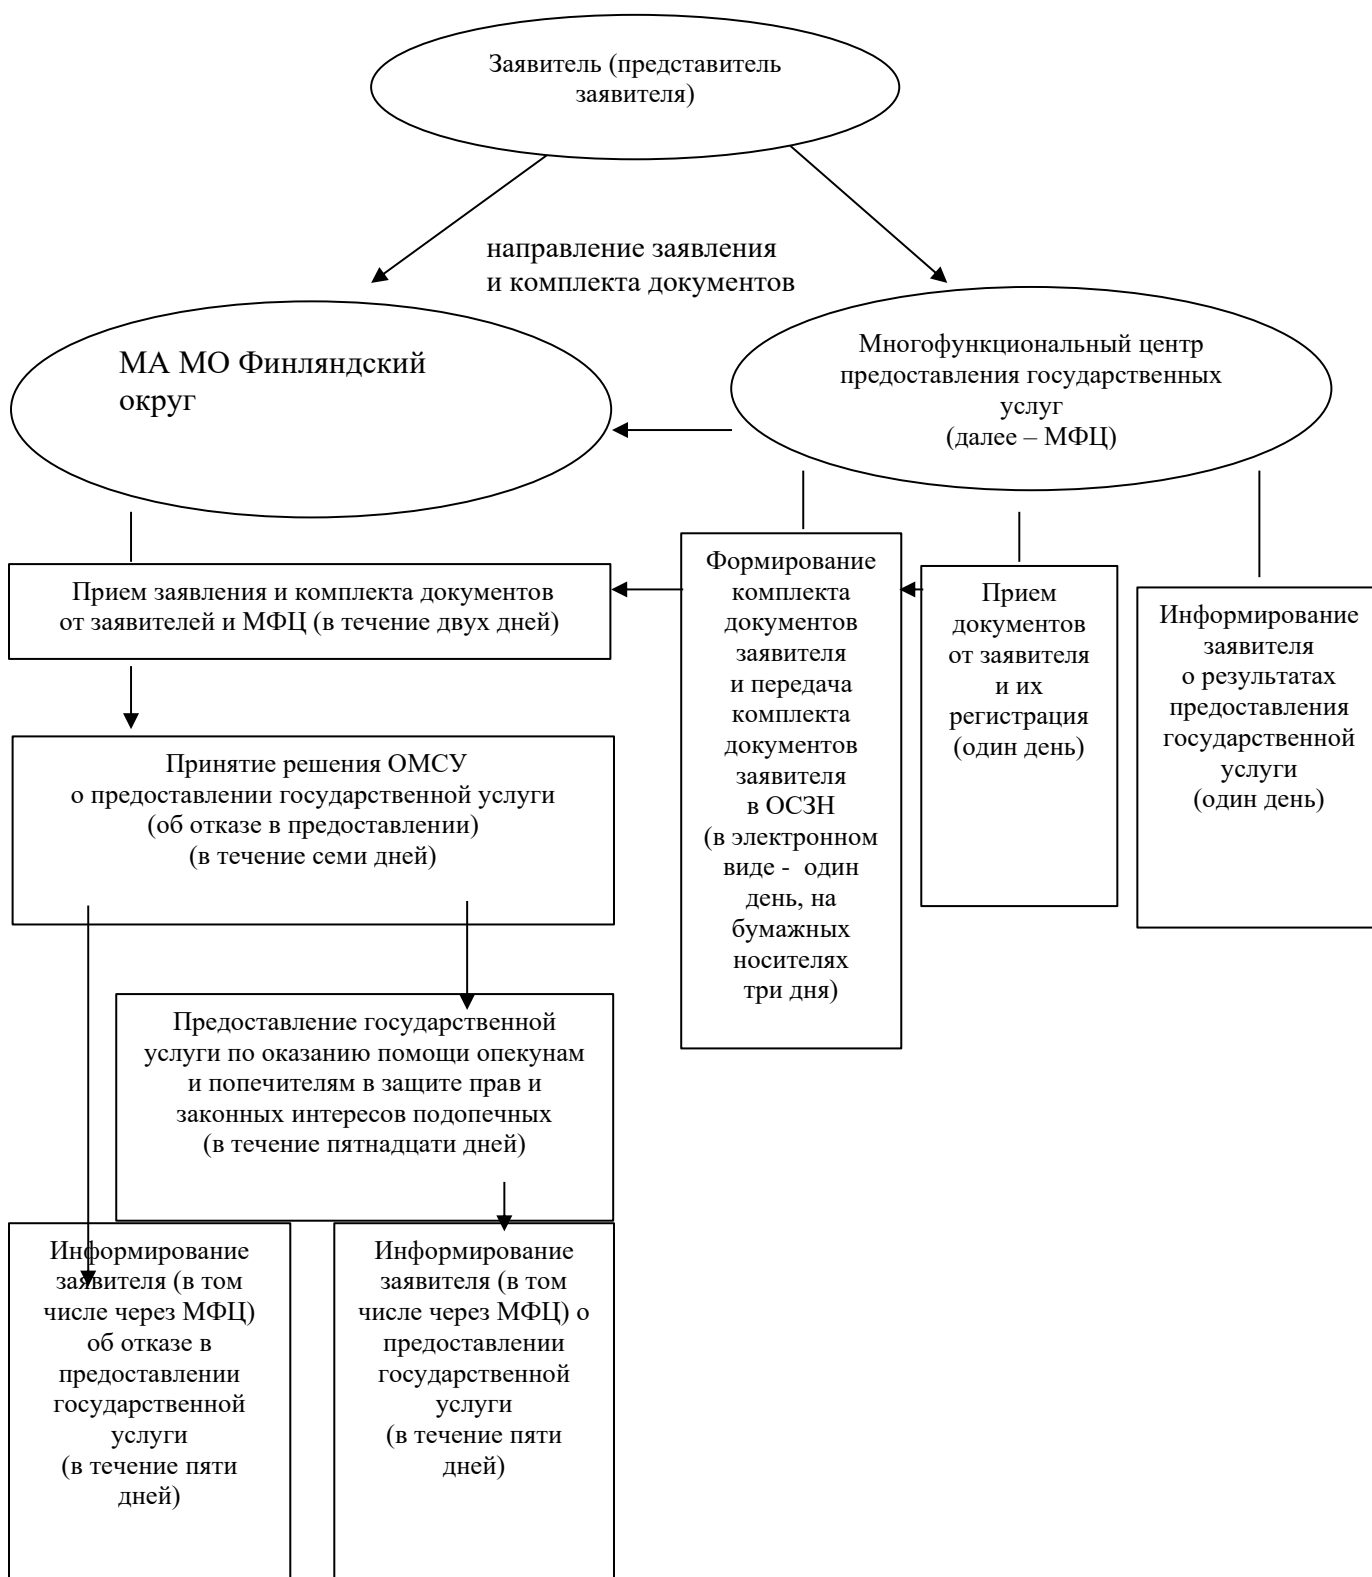 Заявитель (представитель
заявителя)
направление заявления
и комплекта документов
МА МО Финляндский
округ
Многофункциональный центр
предоставления государственных
услуг
(далее – МФЦ)
Прием заявления и комплекта документов
от заявителей и МФЦ (в течение двух дней)
Формирование
комплекта
документов
заявителя
и передача
комплекта
документов
заявителя
в ОСЗН
(в электронном
виде - один
день, на
бумажных
носителях
три дня)
Прием
документов
от заявителя
и их
регистрация
(один день)
Информирование
заявителя
о результатах
предоставления
государственной
услуги
(один день)
Принятие решения ОМСУ
о предоставлении государственной услуги
(об отказе в предоставлении)
(в течение семи дней)
Предоставление государственной
услуги по оказанию помощи опекунам
и попечителям в защите прав и
законных интересов подопечных
(в течение пятнадцати дней)
Информирование
заявителя (в том
числе через МФЦ)
об отказе в
предоставлении
государственной
услуги
(в течение пяти
дней)
Информирование
заявителя (в том
числе через МФЦ) о
предоставлении
государственной
услуги
(в течение пяти
дней)